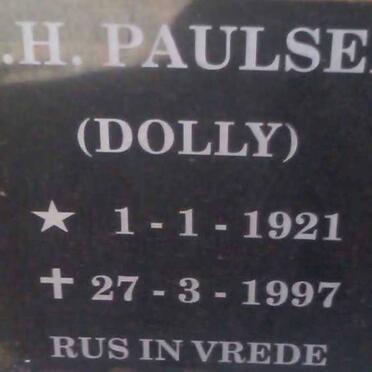 .H. PAULSE
(DOLLY)
★ 1 - 1 - 1921
✝ 27 - 3 - 1997
RUS IN VREDE